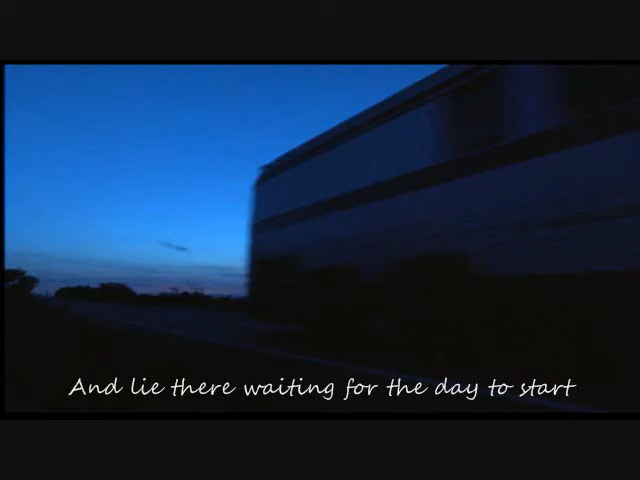 And lie there waiting for the day to start